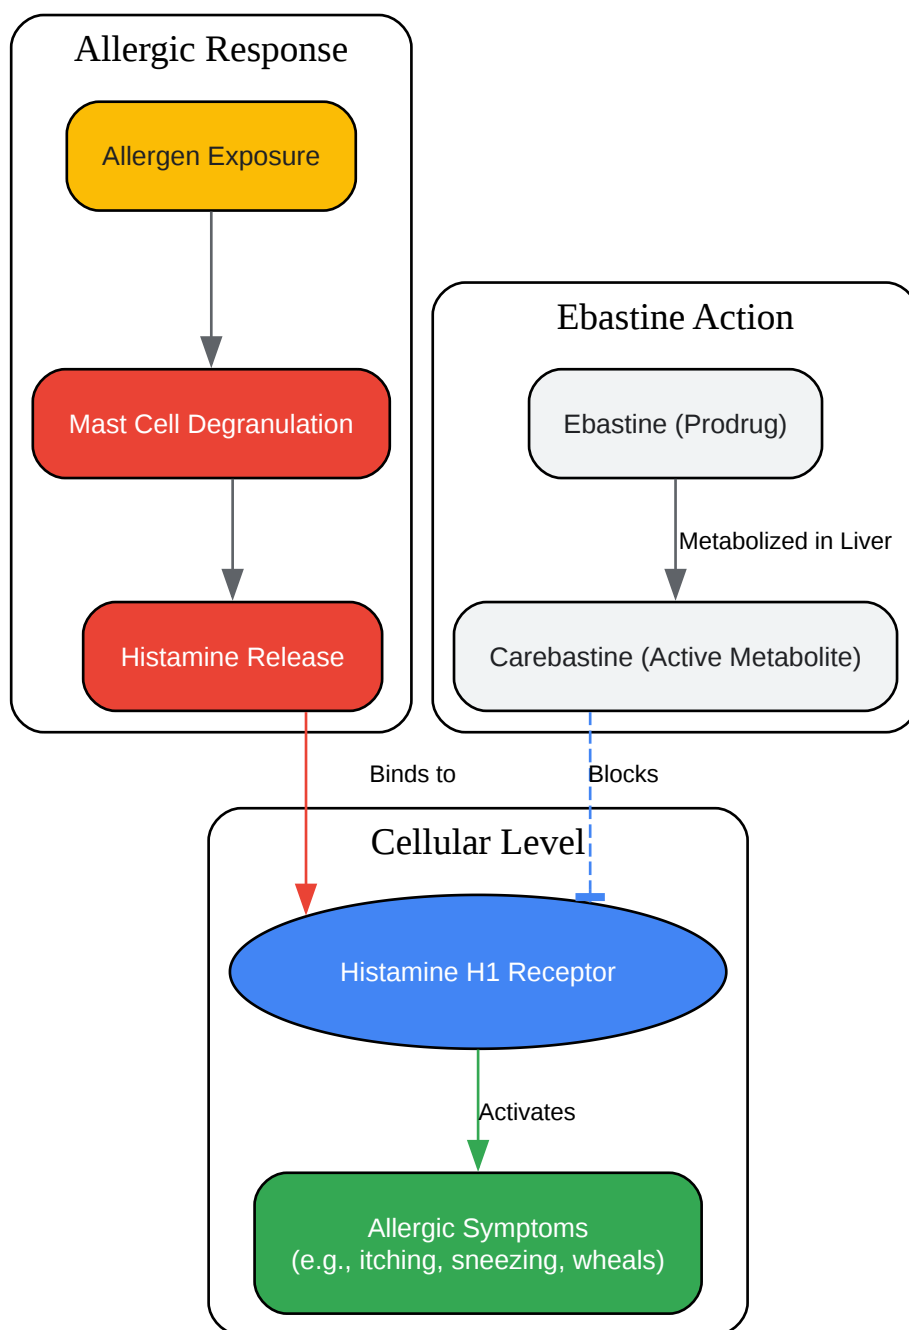 Allergic Response
Allergen Exposure
Mast Cell Degranulation
Histamine Release
Ebastine Action
Ebastine (Prodrug)
Metabolized in Liver
Carebastine (Active Metabolite)
Binds to
Blocks
Cellular Level
Histamine H1 Receptor
Activates
Allergic Symptoms
(e.g., itching, sneezing, wheals)